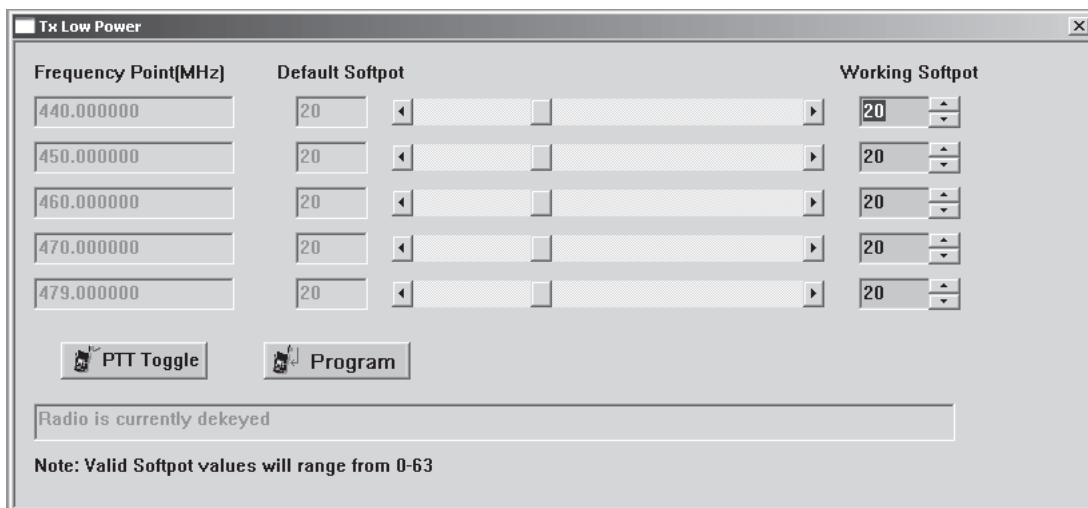 Tx Low Power
Frequency Point(MHz) Default Softpot Working Softpot
440.000000 20 20
450.000000 20 20
460.000000 20 20
470.000000 20 20
479.000000 20 20
PTT Toggle Program
Radio is currently dekeyed
Note: Valid Softpot values will range from 0-63